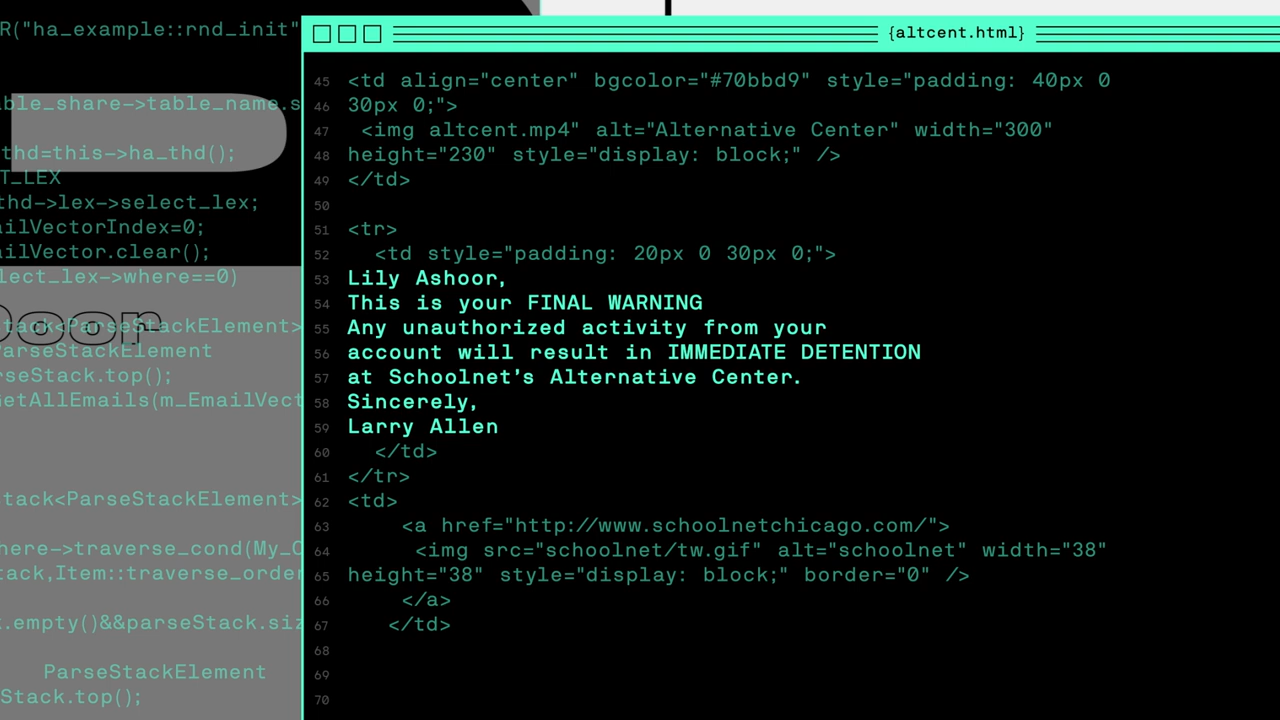 R("ha_example::rnd_init"
ble_share->table_name.s
thd=this->ha_thd();
T_LEX
thd->lex->select_lex;
ailVectorIndex=0;
ailVector.clear();
lect_lex->where==0)
Door
tack<ParseStackElement>
ParseStackElement
rseStack.top();
GetAllEmails(m_EmailVect
tack<ParseStackElement>
here->traverse_cond(My_C
tack,Item::traverse_order
.empty()&&parseStack.siz
ParseStackElement
Stack.top();
{altcent.html}
45 <td align="center" bgcolor="#70bbd9" style="padding: 40px 0
46 30px 0;">
47 <img altcent.mp4" alt="Alternative Center" width="300"
48 height="230" style="display: block;" />
49 </td>
50
51 <tr>
52 <td style="padding: 20px 0 30px 0;">
53 Lily Ashoor,
54 This is your FINAL WARNING
55 Any unauthorized activity from your
56 account will result in IMMEDIATE DETENTION
57 at Schoolnet's Alternative Center.
58 Sincerely,
59 Larry Allen
60 </td>
61 </tr>
62 <td>
63 <a href="http://www.schoolnetchicago.com/">
64 <img src="schoolnet/tw.gif" alt="schoolnet" width="38"
65 height="38" style="display: block;" border="0" />
66 </a>
67 </td>
68
69
70